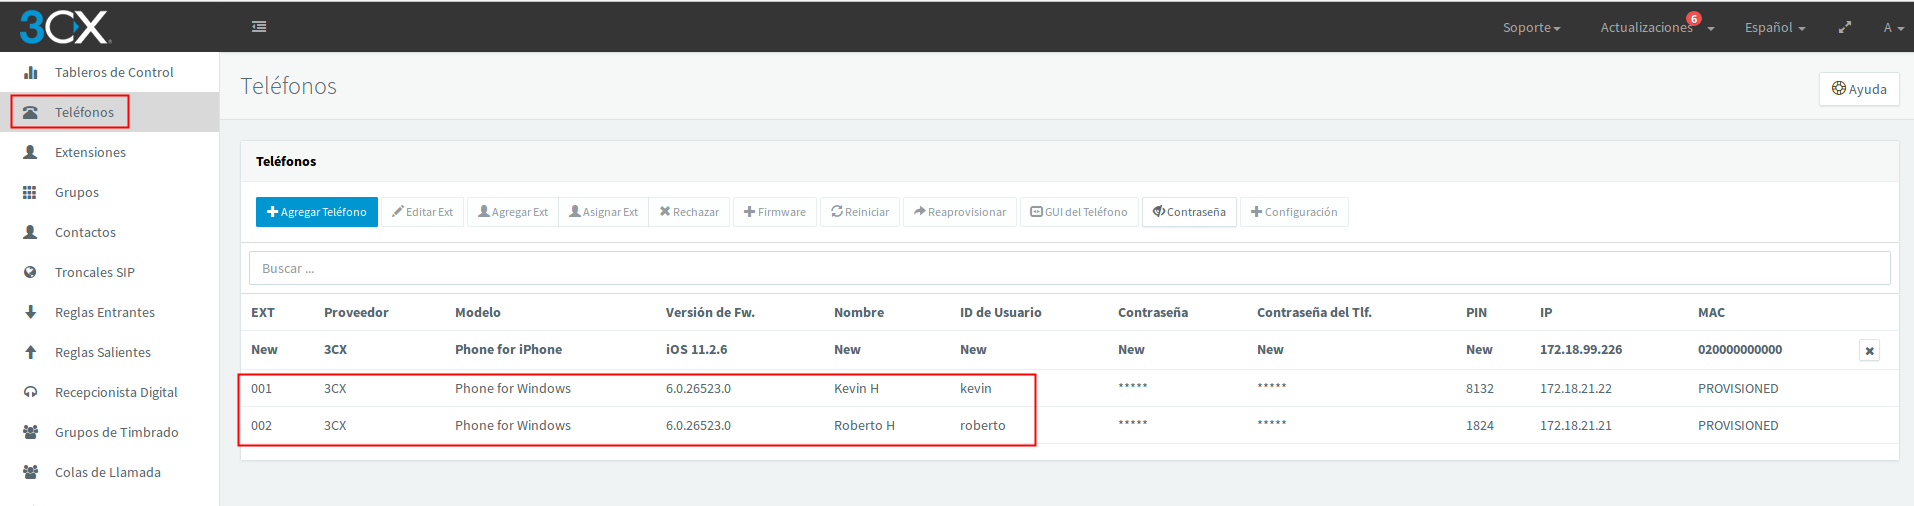 3CX
Soporte
Actualizaciones 6
Español
A
Tableros de Control
Teléfonos
Extensiones
Grupos
Contactos
Troncales SIP
Reglas Entrantes
Reglas Salientes
Recepcionista Digital
Grupos de Timbrado
Colas de Llamada
Teléfonos
Ayuda
Teléfonos
Agregar Teléfono Editar Ext Agregar Ext Asignar Ext Rechazar Firmware Reiniciar Reaprovisionar GUI del Teléfono Contraseña Configuración
Buscar ...
EXT Proveedor Modelo Versión de Fw. Nombre ID de Usuario Contraseña Contraseña del Tlf. PIN IP MAC
New 3CX Phone for iPhone iOS 11.2.6 New New New New New 172.18.99.226 020000000000
001 3CX Phone for Windows 6.0.26523.0 Kevin H kevin ***** ***** 8132 172.18.21.22 PROVISIONED
002 3CX Phone for Windows 6.0.26523.0 Roberto H roberto ***** ***** 1824 172.18.21.21 PROVISIONED